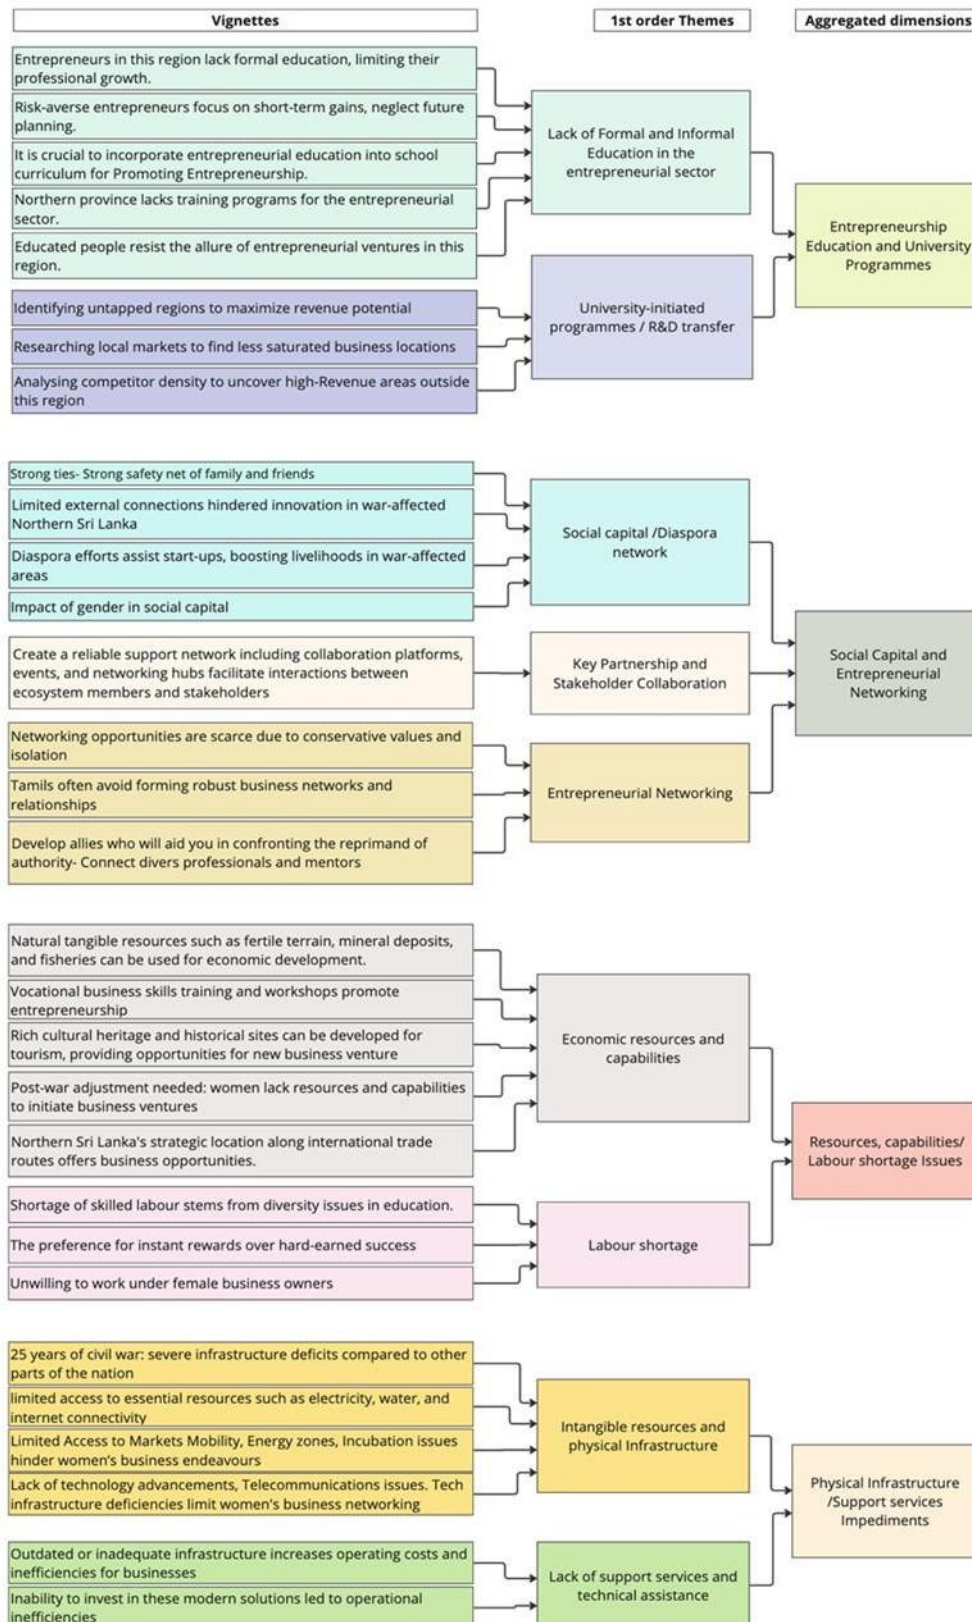 Vignettes
1st order Themes
Aggregated dimensions
Entrepreneurs in this region lack formal education, limiting their
professional growth.
Risk-averse entrepreneurs focus on short-term gains, neglect future
planning.
It is crucial to incorporate entrepreneurial education into school
curriculum for Promoting Entrepreneurship.
Northern province lacks training programs for the entrepreneurial
sector.
Educated people resist the allure of entrepreneurial ventures in this
region.
Lack of Formal and Informal
Education in the
entrepreneurial sector
Identifying untapped regions to maximize revenue potential
Researching local markets to find less saturated business locations
Analysing competitor density to uncover high-Revenue areas outside
this region
University-initiated
programmes / R&D transfer
Entrepreneurship
Education and University
Programmes
Strong ties- Strong safety net of family and friends
Limited external connections hindered innovation in war-affected
Northern Sri Lanka
Diaspora efforts assist start-ups, boosting livelihoods in war-affected
areas
Impact of gender in social capital
Social capital /Diaspora
network
Create a reliable support network including collaboration platforms,
events, and networking hubs facilitate interactions between
ecosystem members and stakeholders
Key Partnership and
Stakeholder Collaboration
Networking opportunities are scarce due to conservative values and
isolation
Tamils often avoid forming robust business networks and
relationships
Develop allies who will aid you in confronting the reprimand of
authority- Connect divers professionals and mentors
Entrepreneurial Networking
Social Capital and
Entrepreneurial
Networking
Natural tangible resources such as fertile terrain, mineral deposits,
and fisheries can be used for economic development.
Vocational business skills training and workshops promote
entrepreneurship
Rich cultural heritage and historical sites can be developed for
tourism, providing opportunities for new business venture
Post-war adjustment needed: women lack resources and capabilities
to initiate business ventures
Northern Sri Lanka's strategic location along international trade
routes offers business opportunities.
Economic resources and
capabilities
Shortage of skilled labour stems from diversity issues in education.
The preference for instant rewards over hard-earned success
Unwilling to work under female business owners
Labour shortage
Resources, capabilities/
Labour shortage Issues
25 years of civil war: severe infrastructure deficits compared to other
parts of the nation
limited access to essential resources such as electricity, water, and
internet connectivity
Limited Access to Markets Mobility, Energy zones, Incubation issues
hinder women's business endeavours
Lack of technology advancements, Telecommunications issues. Tech
infrastructure deficiencies limit women's business networking
Intangible resources and
physical Infrastructure
Outdated or inadequate infrastructure increases operating costs and
inefficiencies for businesses
Inability to invest in these modern solutions led to operational
inefficiencies
Lack of support services and
technical assistance
Physical Infrastructure
/Support services
Impediments